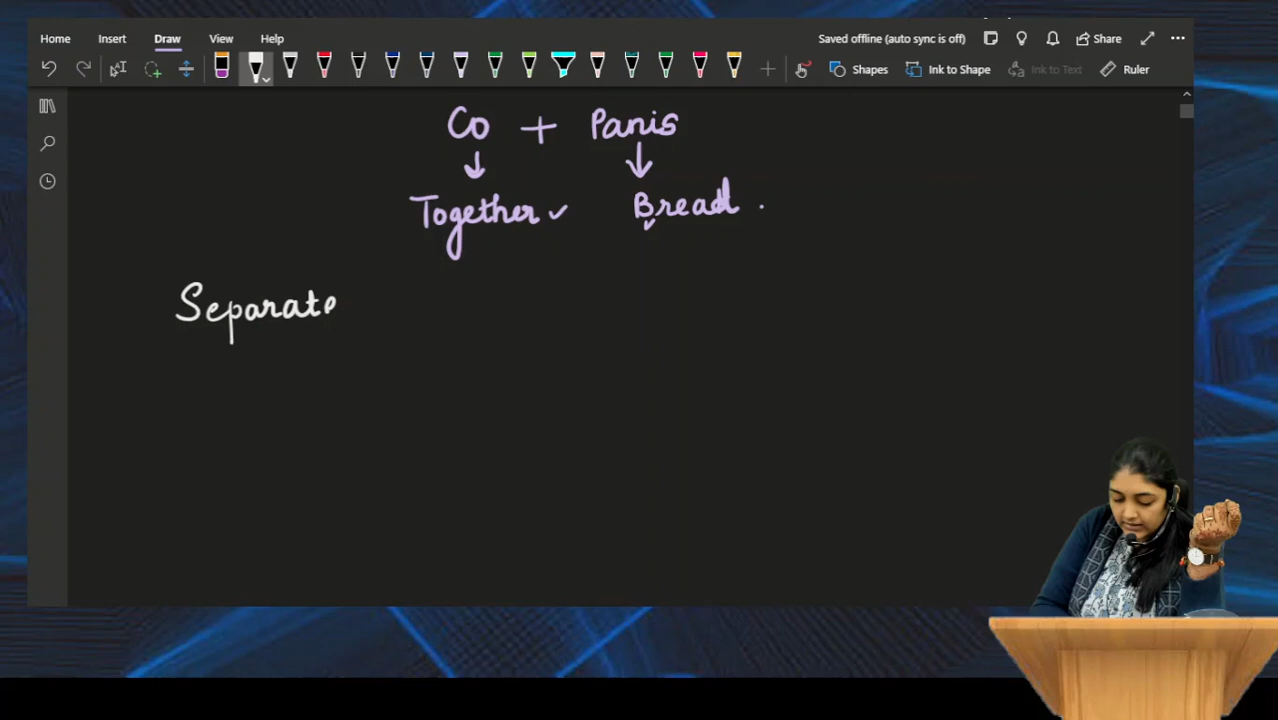 Home Insert Draw View Help Saved offline (auto sync is off) Share
Shapes Ink to Shape Ink to Text Ruler
Co + Panis
Together Bread .
Separate